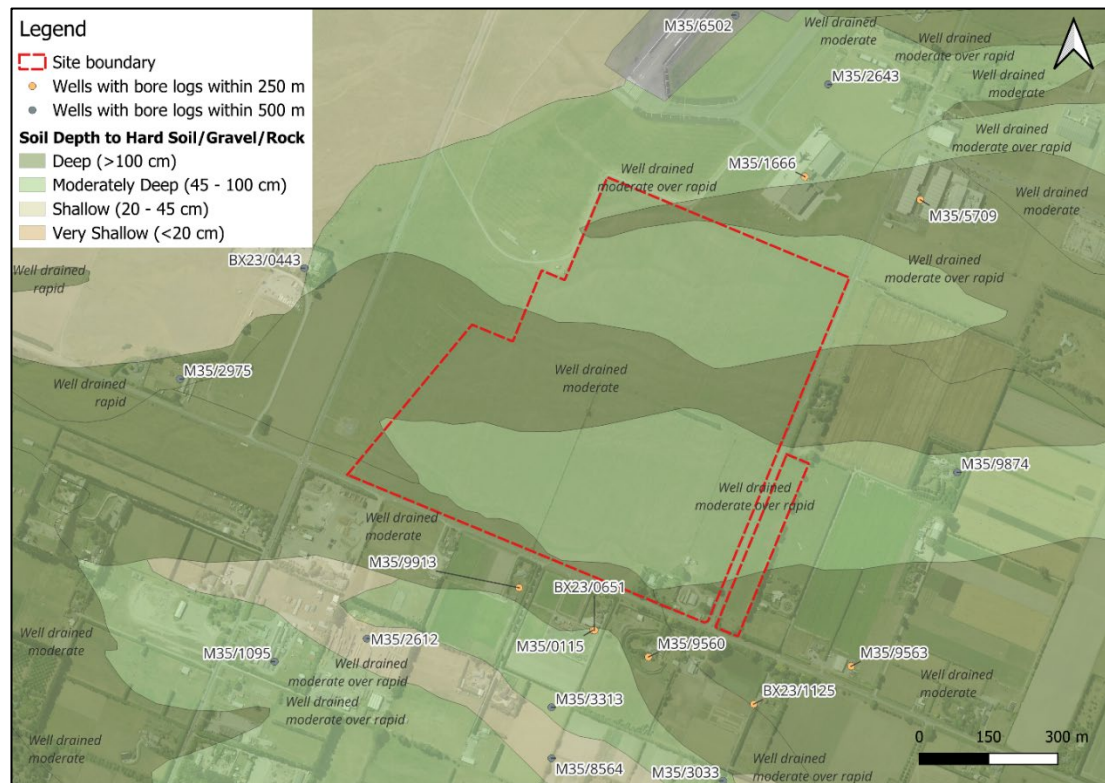 Legend
Site boundary
Wells with bore logs within 250 m
Wells with bore logs within 500 m
Soil Depth to Hard Soil/Gravel/Rock
Deep (>100 cm)
Moderately Deep (45 - 100 cm)
Shallow (20 - 45 cm)
Very Shallow (<20 cm)
M35/6502
Well drained
moderate
Well drained
moderate over rapid
Well drained
moderate
M35/2643
Well drained
moderate over rapid
Well drained
moderate over rapid
M35/1666
Well drained
moderate
M35/5709
BX23/0443
Well drained
rapid
Well drained
moderate over rapid
M35/2975
Well drained
rapid
Well drained
moderate
M35/9874
Well drained
moderate over rapid
Well drained
moderate
M35/9913
BX23/0651
M35/2612
M35/0115
M35/9560
M35/1095
M35/9563
Well drained
moderate over rapid
Well drained
moderate
Well drained
moderate
BX23/1125
M35/3313
Well drained
moderate over rapid
Well drained
moderate
M35/8564
M35/3033
Well drained
moderate over rapid
0 150 300 m